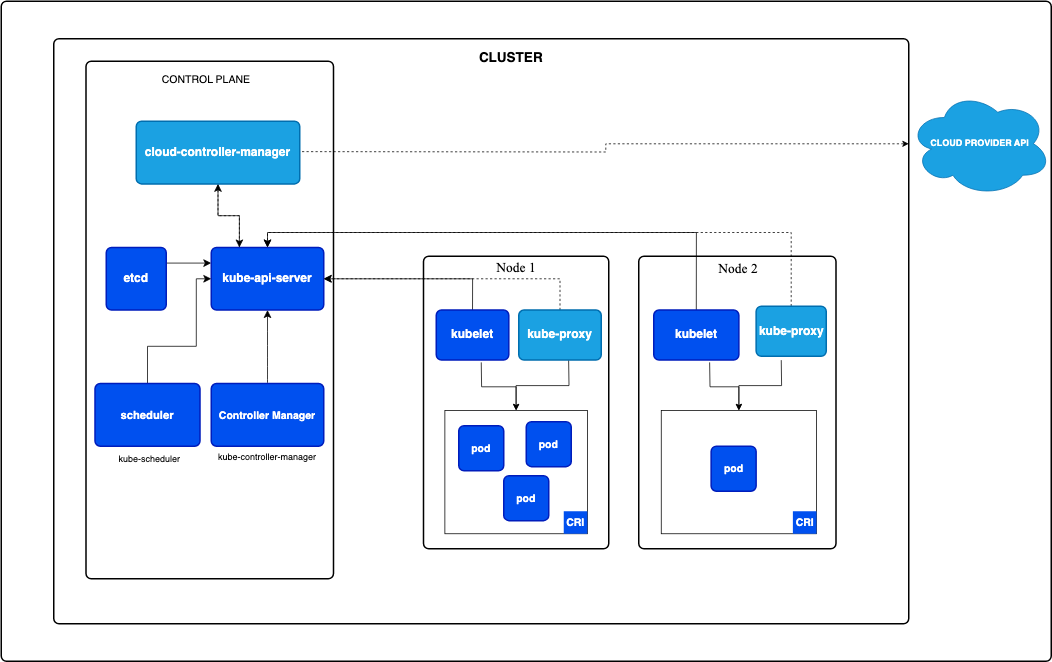 CLUSTER
CONTROL PLANE
cloud-controller-manager
CLOUD PROVIDER API
etcd
kube-api-server
scheduler
kube-scheduler
Controller Manager
kube-controller-manager
Node 1
kubelet
kube-proxy
pod
pod
pod
CRI
Node 2
kubelet
kube-proxy
pod
CRI